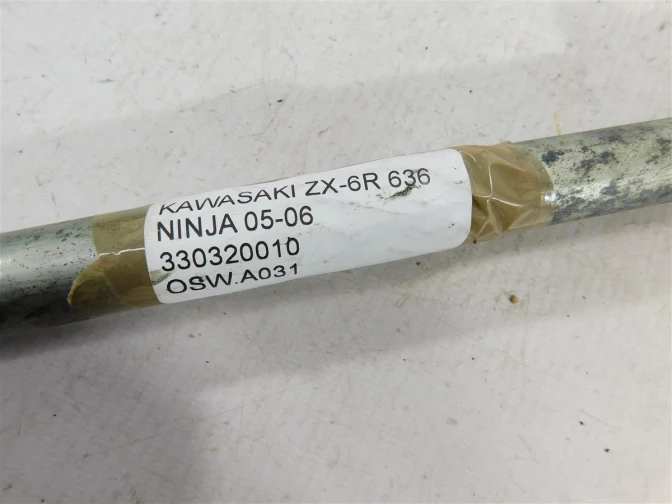 KAWASAKI ZX-6R 636
NINJA 05-06
330320010
OSW.A031